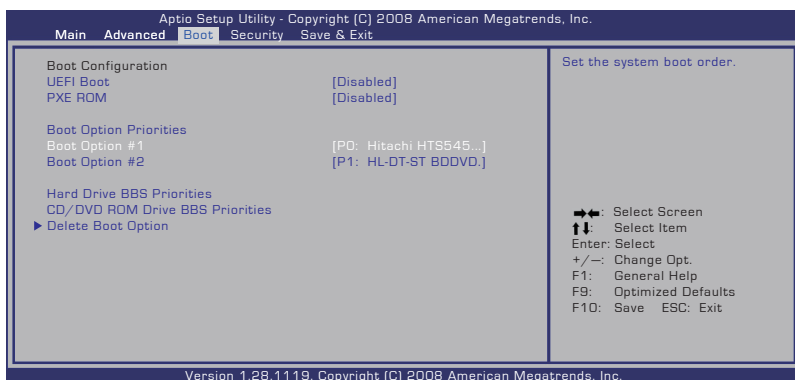 Aptio Setup Utility - Copyright (C) 2008 American Megatrends, Inc.
Main Advanced Boot Security Save & Exit
Boot Configuration
UEFI Boot [Disabled]
PXE ROM [Disabled]
Boot Option Priorities
Boot Option #1 [P0: Hitachi HTS545...]
Boot Option #2 [P1: HL-DT-ST BDDVD.]
Hard Drive BBS Priorities
CD/DVD ROM Drive BBS Priorities
▶ Delete Boot Option
Set the system boot order.
➡⬅: Select Screen
⬆⬇: Select Item
Enter: Select
+/—: Change Opt.
F1: General Help
F9: Optimized Defaults
F10: Save ESC: Exit
Version 1.28.1119. Copyright (C) 2008 American Megatrends, Inc.